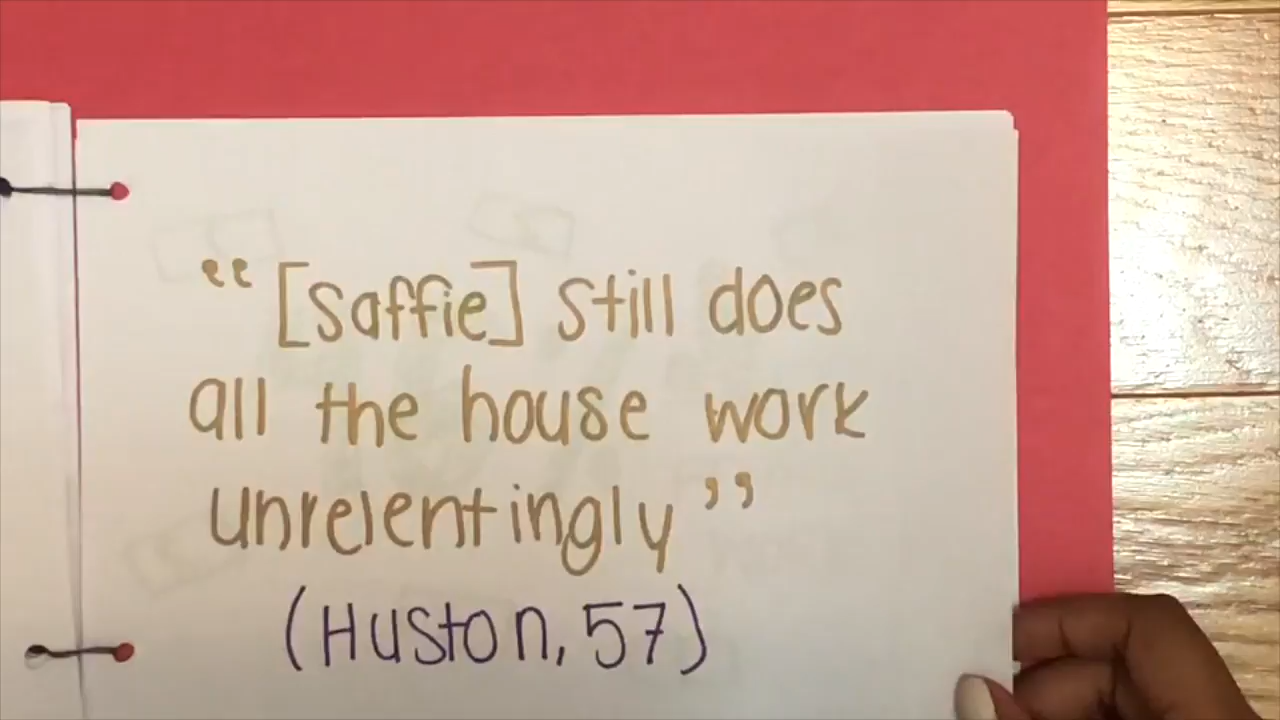 “[Saffie] still does
all the house work
unrelentingly”
(Huston, 57)